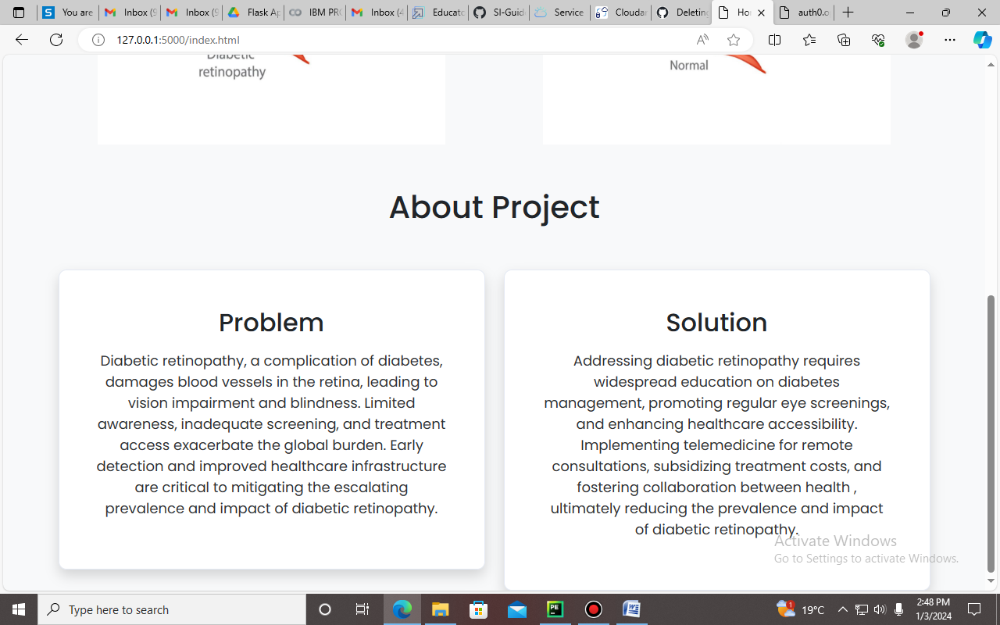 You are
Inbox (9
Inbox (9
Flask Ap
IBM PRO
Inbox (4
Educato
SI-Guid
Service
Cloudan
Deleting
Ho
auth0.o
127.0.0.1:5000/index.html
Diabetic
retinopathy
Normal
About Project
Problem
Diabetic retinopathy, a complication of diabetes,
damages blood vessels in the retina, leading to
vision impairment and blindness. Limited
awareness, inadequate screening, and treatment
access exacerbate the global burden. Early
detection and improved healthcare infrastructure
are critical to mitigating the escalating
prevalence and impact of diabetic retinopathy.
Solution
Addressing diabetic retinopathy requires
widespread education on diabetes
management, promoting regular eye screenings,
and enhancing healthcare accessibility.
Implementing telemedicine for remote
consultations, subsidizing treatment costs, and
fostering collaboration between health ,
ultimately reducing the prevalence and impact
of diabetic retinopathy.
Activate Windows
Go to Settings to activate Windows.
Type here to search
1
19°C
2:48 PM
1/3/2024